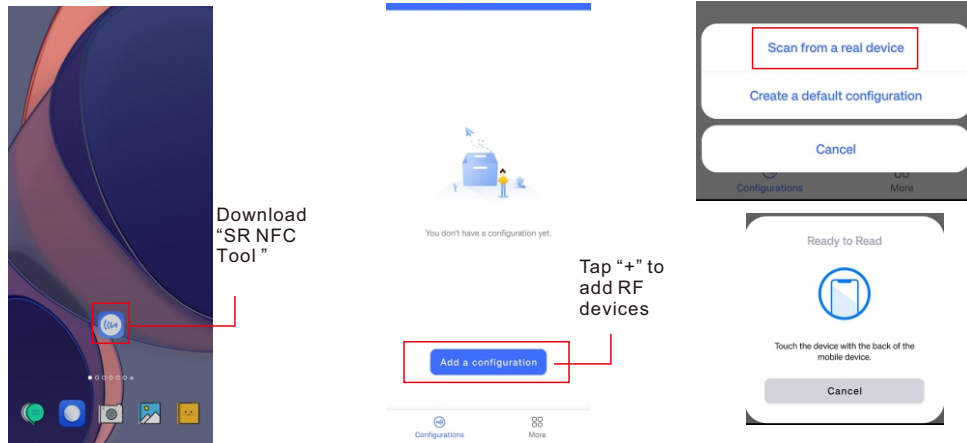 Download
“SR NFC
Tool ”
You don't have a configuration yet.
Tap “+” to
add RF
devices
Add a configuration
Configurations
More
Scan from a real device
Create a default configuration
Cancel
Configurations
More
Ready to Read
Touch the device with the back of the
mobile device.
Cancel